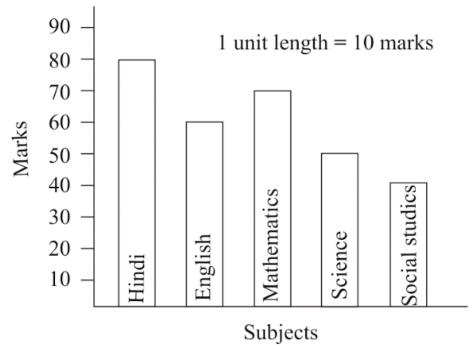 90
1 unit length = 10 marks
80
70
60
50
40
30
20
10
Marks
Hindi
English
Mathematics
Science
Social studics
Subjects